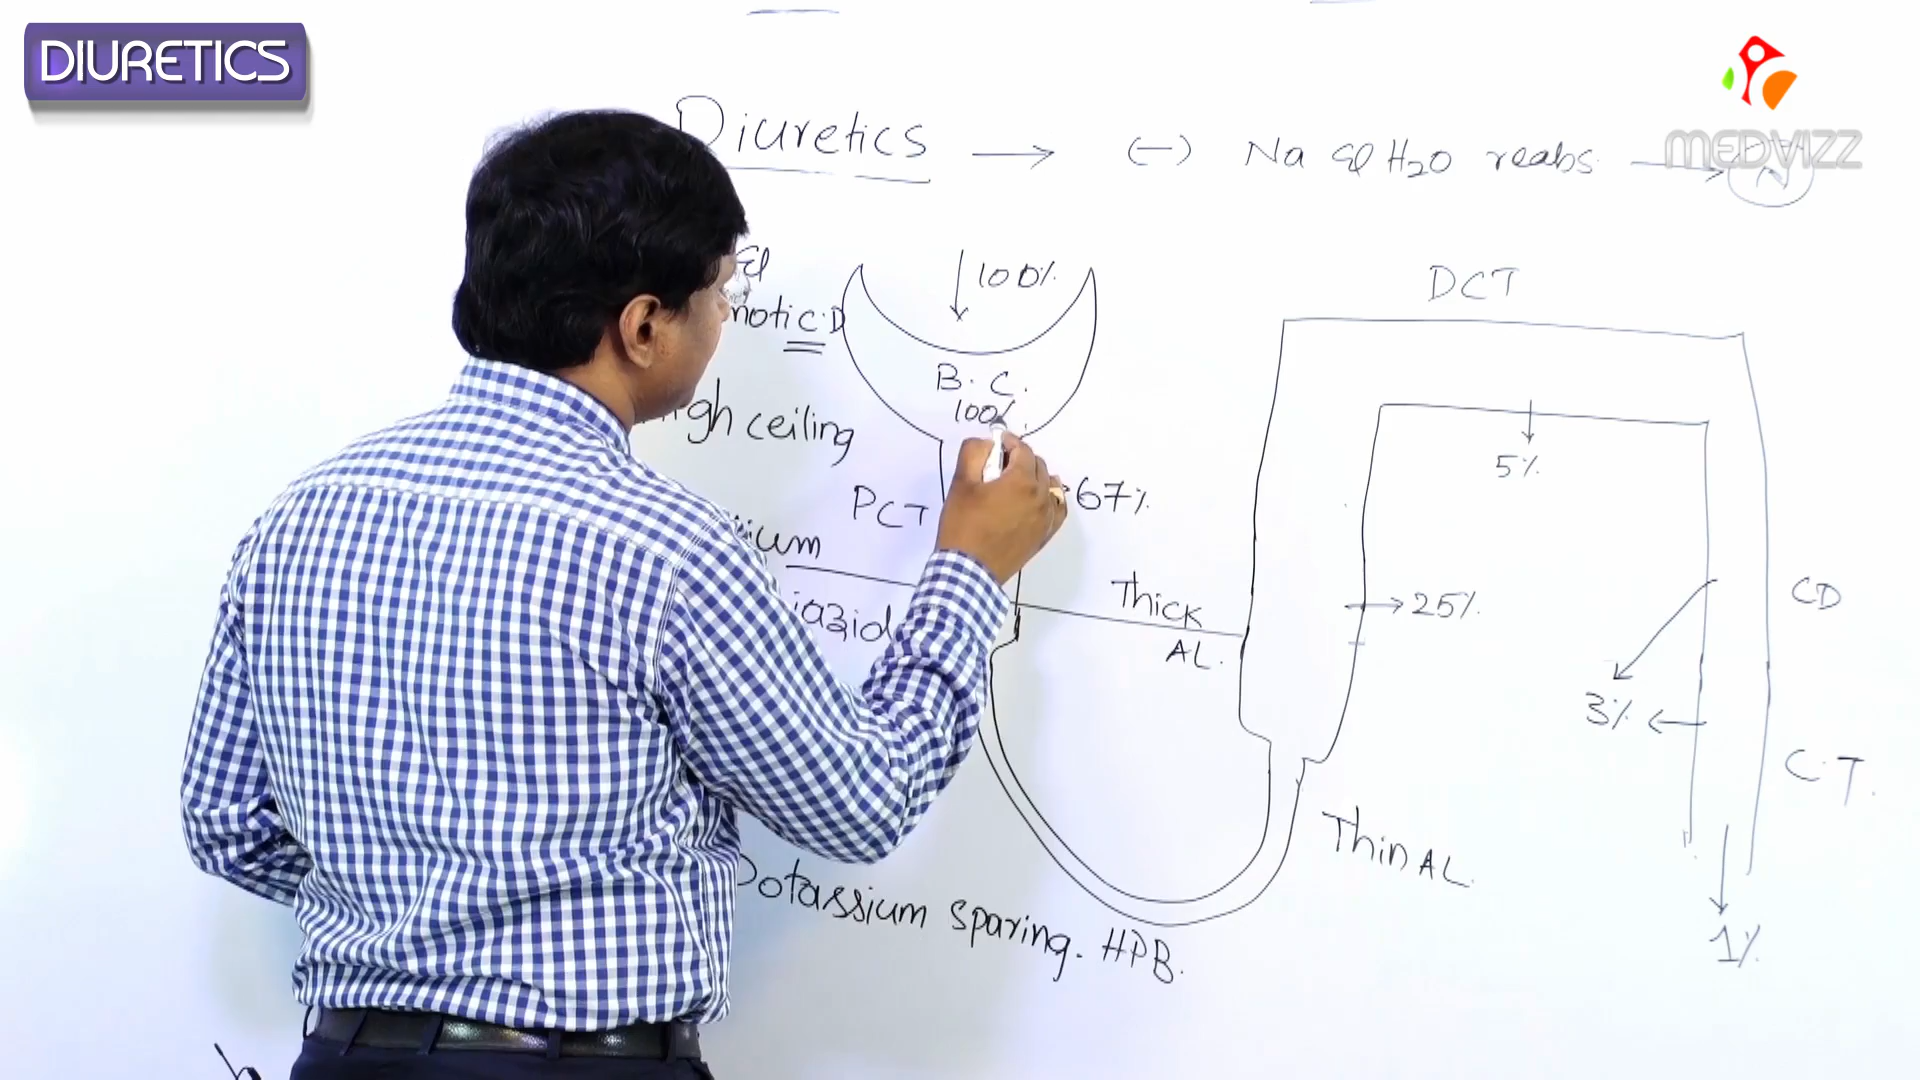 DIURETICS
MEDVIZZ
Diuretics → (-) Na & H2O reabs. →
100%
DCT
B. C.
100%
high ceiling
5%
PCT
67%
Thick
AL.
25%
CD
3%
C.T.
Thin AL.
Potassium sparing. HPB.
1%